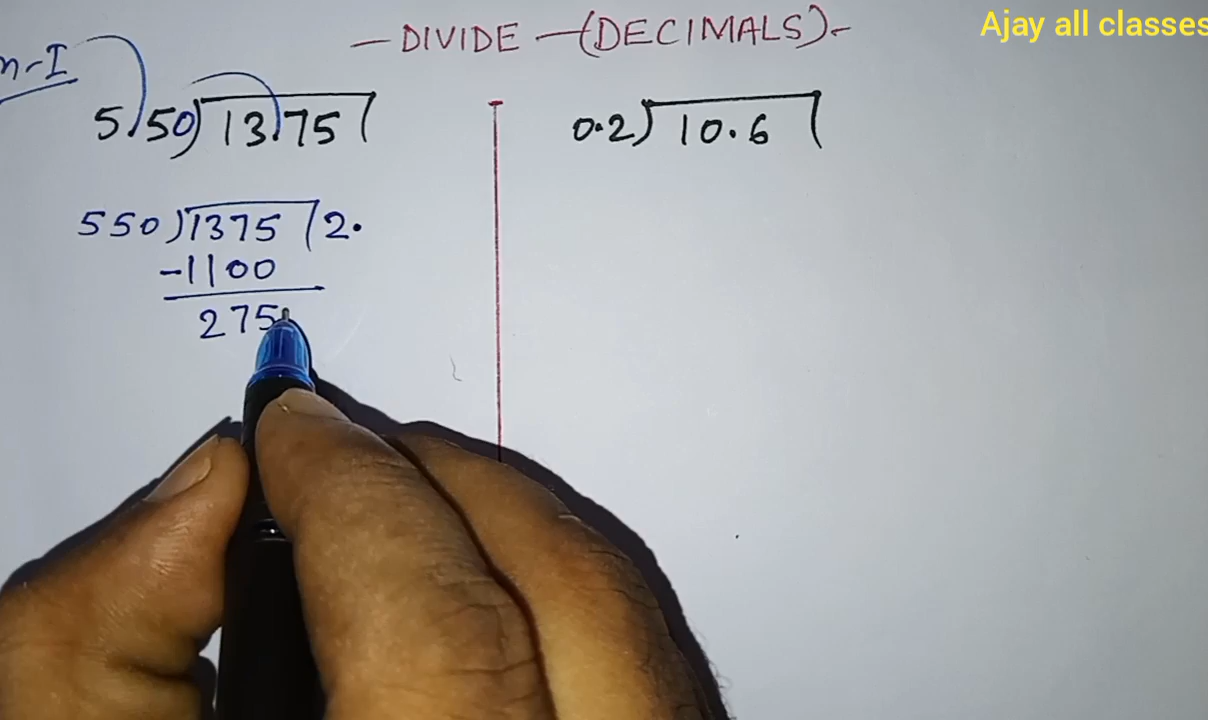 Ajay all classes
— DIVIDE — (DECIMALS) -
5.50) 13.75 (
0.2) 10.6 (
550) 1375 ( 2.
-1100
275